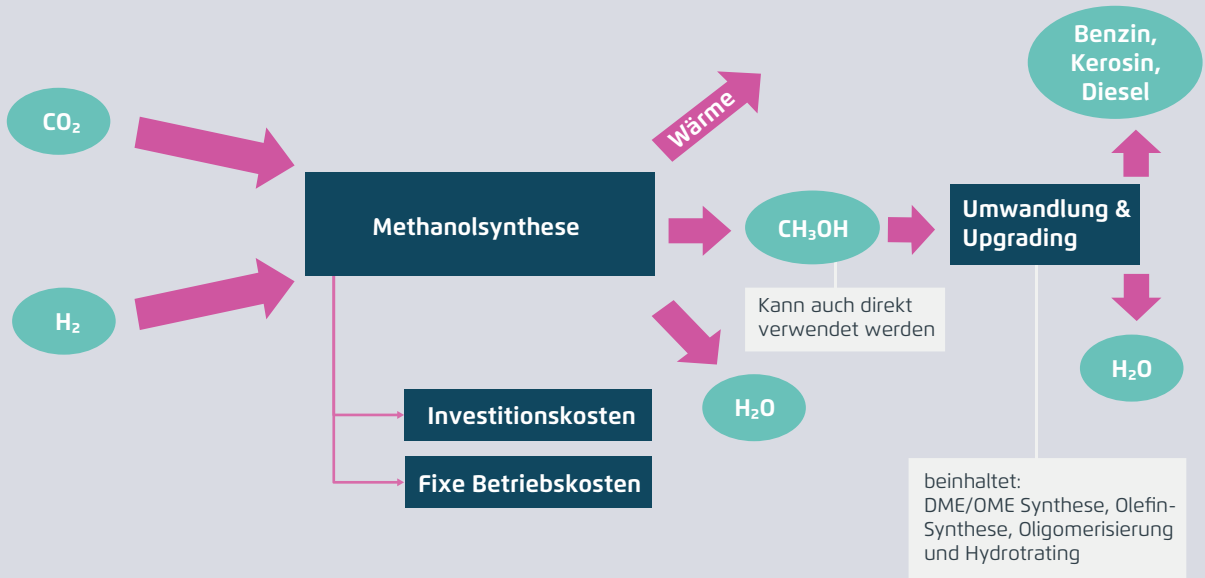 CO₂
H₂
Methanolsynthese
Investitionskosten
Fixe Betriebskosten
Wärme
CH₃OH
Kann auch direkt
verwendet werden
H₂O
Umwandlung &
Upgrading
Benzin,
Kerosin,
Diesel
H₂O
beinhaltet:
DME/OME Synthese, Olefin-
Synthese, Oligomerisierung
und Hydrotrating